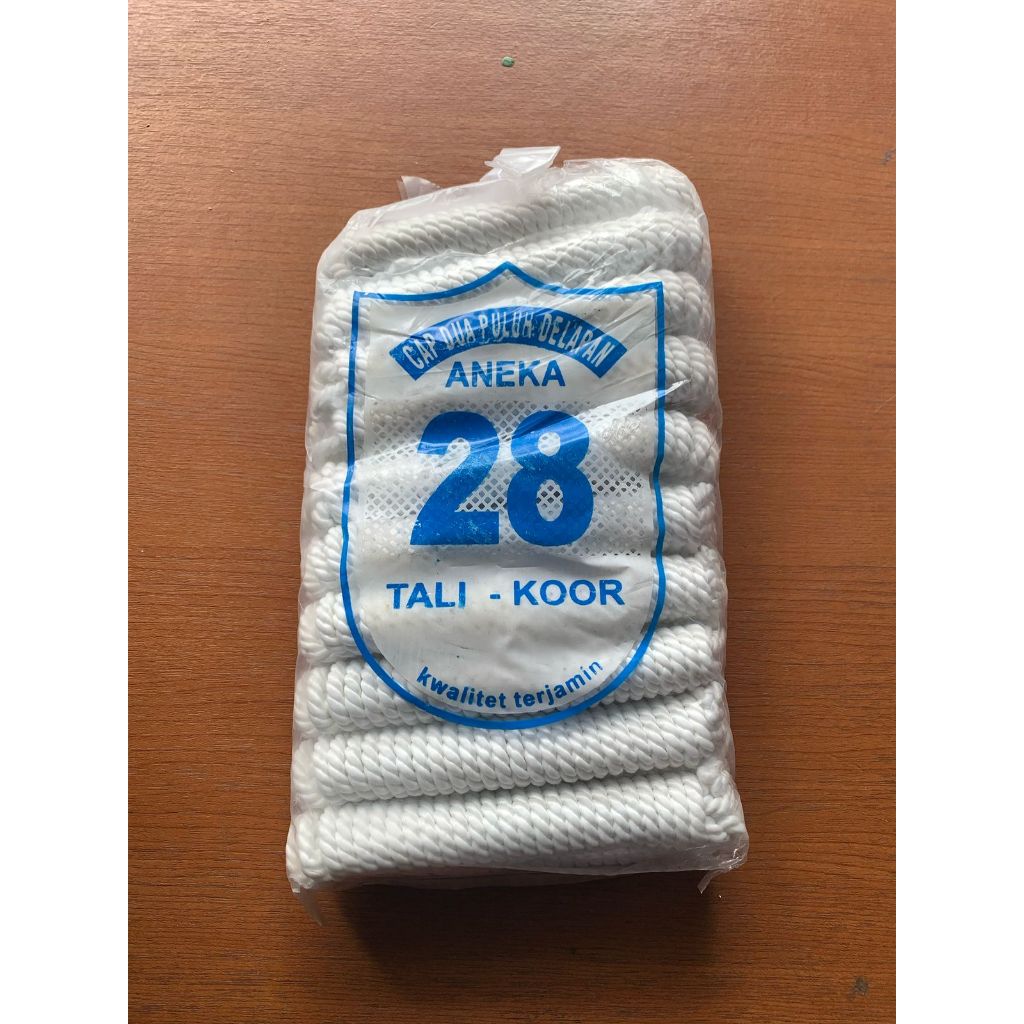 CAP DUA PULUH DELAPAN
ANEKA
28
TALI - KOOR
kwalitet terjamin